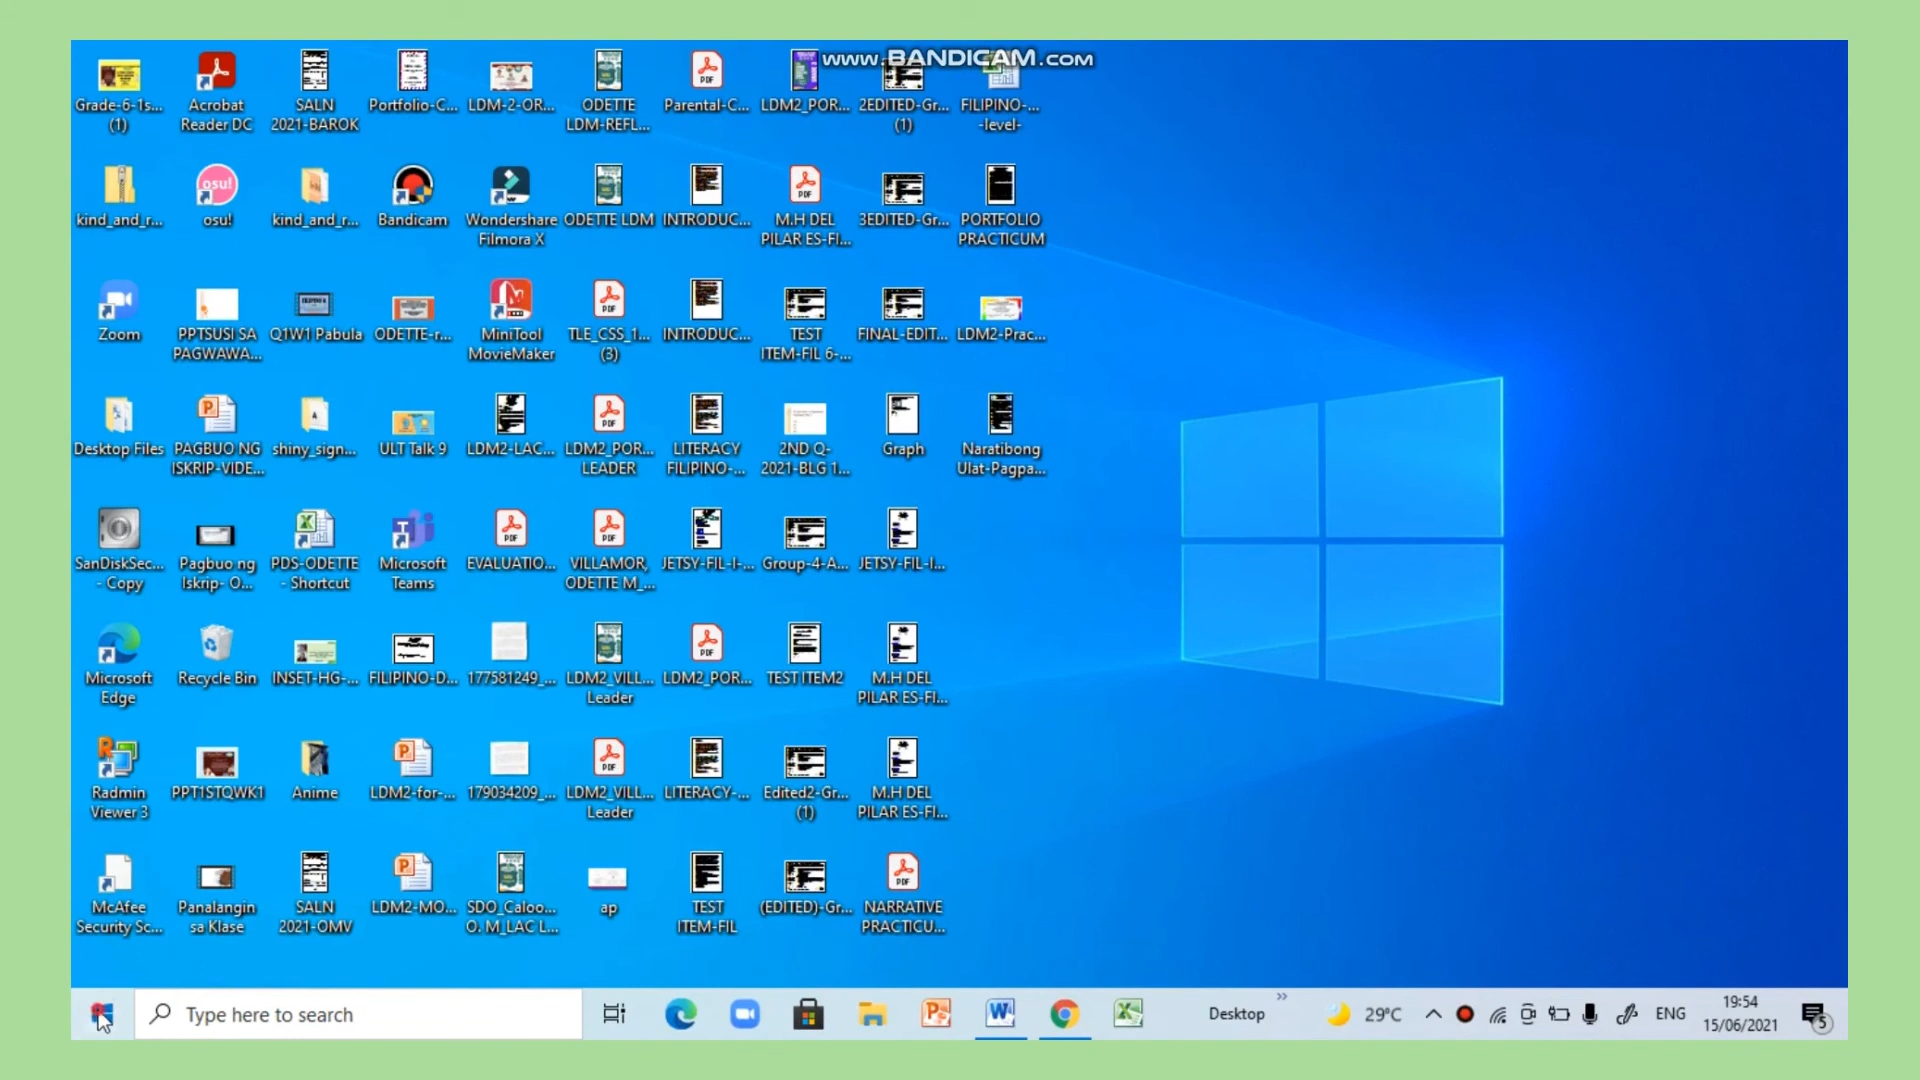 www.BANDICAM.com
Grade-6-1s...
(1)
Acrobat
Reader DC
SALN
2021-BAROK
Portfolio-C...
LDM-2-OR...
ODETTE
LDM-REFL...
Parental-C...
LDM2_POR...
2EDITED-Gr...
(1)
FILIPINO-...
-level-
kind_and_r...
osu!
kind_and_r...
Bandicam
Wondershare
Filmora X
ODETTE LDM
INTRODUC...
M.H DEL
PILAR ES-FI...
3EDITED-Gr...
PORTFOLIO
PRACTICUM
Zoom
PPTSUSI SA
PAGWAWA...
Q1W1 Pabula
ODETTE-r...
MiniTool
MovieMaker
TLE_CSS_1...
(3)
INTRODUC...
TEST
ITEM-FIL 6-...
FINAL-EDIT...
LDM2-Prac...
Desktop Files
PAGBUO NG
ISKRIP-VIDE...
shiny_sign...
ULT Talk 9
LDM2-LAC...
LDM2_POR...
LEADER
LITERACY
FILIPINO-...
2ND Q-
2021-BLG 1...
Graph
Naratibong
Ulat-Pagpa...
SanDiskSec...
- Copy
Pagbuo ng
Iskrip- O...
PDS-ODETTE
- Shortcut
Microsoft
Teams
EVALUATIO...
VILLAMOR,
ODETTE M_...
JETSY-FIL-I-...
Group-4-A...
JETSY-FIL-I...
Microsoft
Edge
Recycle Bin
INSET-HG-...
FILIPINO-D...
177581249_...
LDM2_VILL...
Leader
LDM2_POR...
TEST ITEM2
M.H DEL
PILAR ES-FI...
Radmin
Viewer 3
PPT1STQWK1
Anime
LDM2-for-...
179034209_...
LDM2_VILL...
Leader
LITERACY-...
Edited2-Gr...
(1)
M.H DEL
PILAR ES-FI...
McAfee
Security Sc...
Panalangin
sa Klase
SALN
2021-OMV
LDM2-MO...
SDO_Caloo...
O. M_LAC L...
ap
TEST
ITEM-FIL
(EDITED)-Gr...
NARRATIVE
PRACTICU...
Type here to search
Desktop
29°C
ENG
19:54
15/06/2021
5